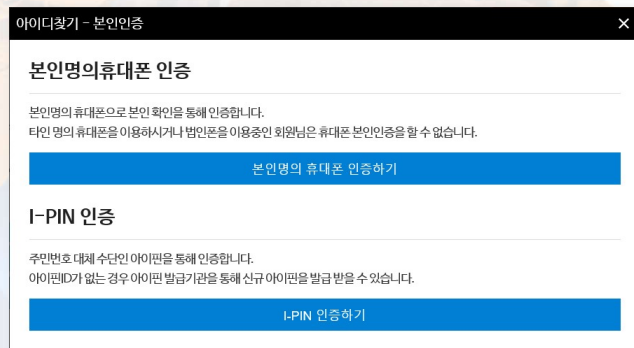 아이디찾기 - 본인인증
본인명의휴대폰 인증
본인명의 휴대폰으로 본인 확인을 통해 인증합니다.
타인 명의 휴대폰을 이용하시거나 법인폰을 이용중인 회원님은 휴대폰 본인인증을 할 수 없습니다.
본인명의 휴대폰 인증하기
I-PIN 인증
주민번호 대체 수단인 아이핀을 통해 인증합니다.
아이핀ID가 없는 경우 아이핀 발급기관을 통해 신규 아이핀을 발급 받을 수 있습니다.
I-PIN 인증하기